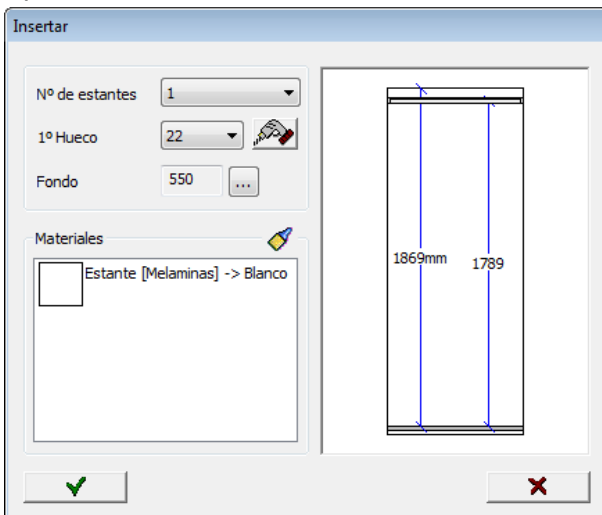 Insertar
Nº de estantes 1
1º Hueco 22
Fondo 550 ...
Materiales
Estante [Melaminas] -> Blanco
1869mm 1789